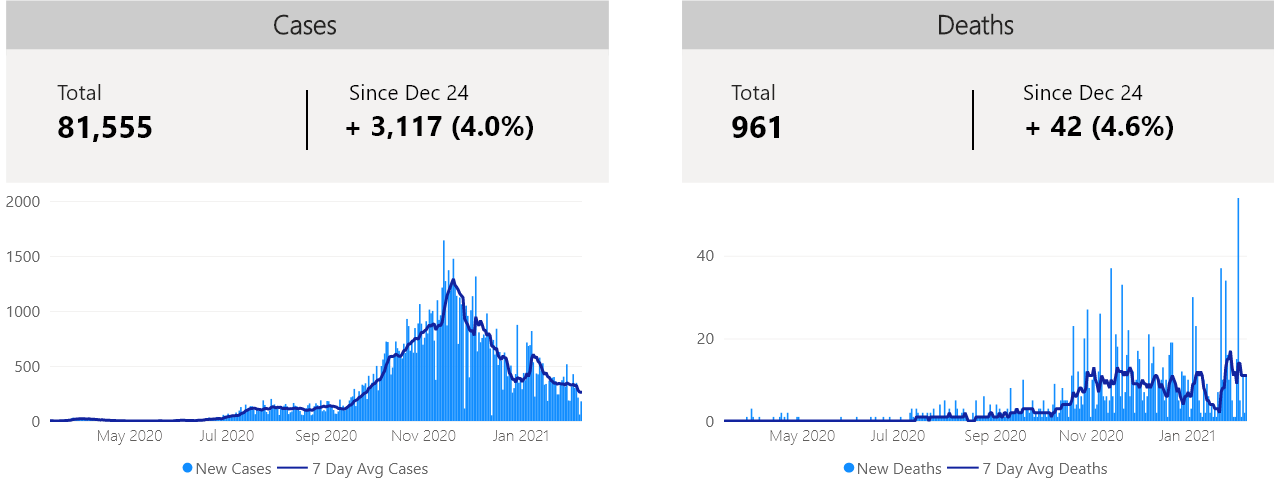 Cases
Total
81,555
Since Dec 24
+ 3,117 (4.0%)
2000
1500
1000
500
0
May 2020 Jul 2020 Sep 2020 Nov 2020 Jan 2021
New Cases 7 Day Avg Cases
Deaths
Total
961
Since Dec 24
+ 42 (4.6%)
40
20
0
May 2020 Jul 2020 Sep 2020 Nov 2020 Jan 2021
New Deaths 7 Day Avg Deaths